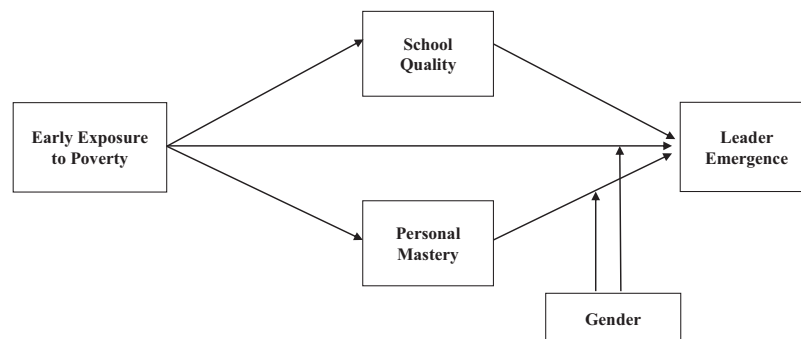 School
Quality
Early Exposure
to Poverty
Leader
Emergence
Personal
Mastery
Gender